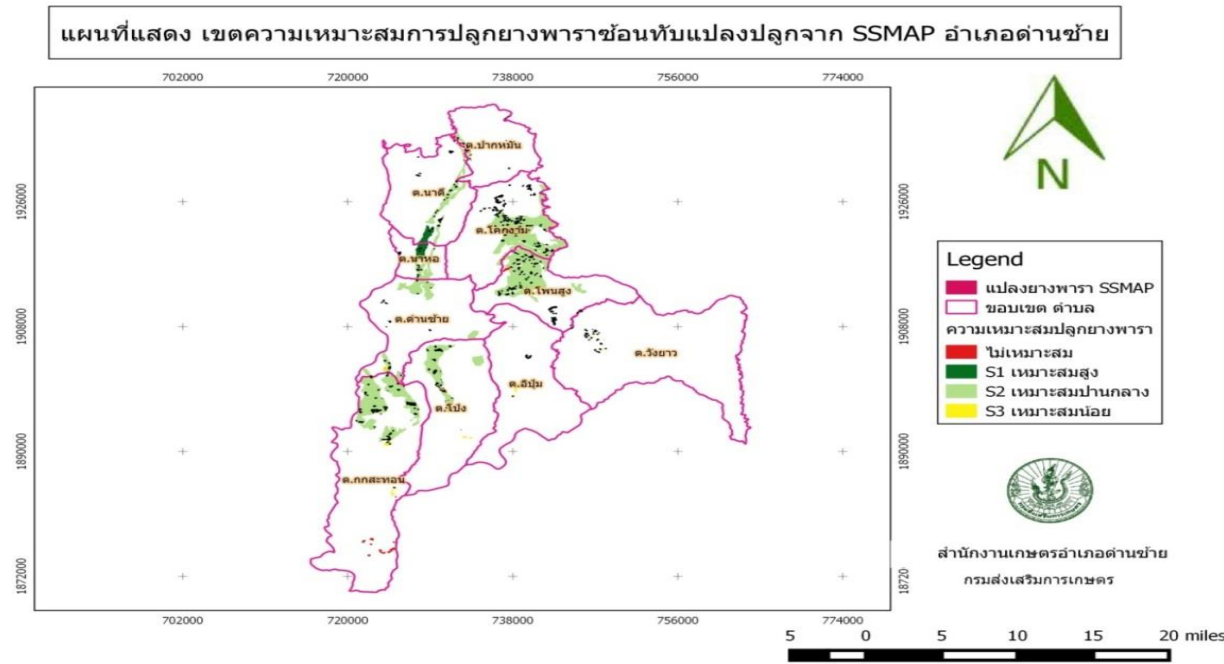 แผนที่แสดง เขตความเหมาะสมการปลูกยางพาราซ้อนทับแปลงปลูกจาก SSMAP อำเภอด่านซ้าย
702000 720000 738000 756000 774000
ต.ปากหมัน
ต.นาดี
1926000 1926000
ต.โคกงาม
ต.นาหอ
ต.โพนสูง
ต.ด่านซ้าย
1908000 1908000
ต.วังยาว
ต.อีปุ่ม
ต.โป่ง
1890000 1890000
ต.กกสะทอน
1872000 18720
702000 720000 738000 756000 774000
N
Legend
แปลงยางพารา SSMAP
ขอบเขต ตำบล
ความเหมาะสมปลูกยางพารา
ไม่เหมาะสม
S1 เหมาะสมสูง
S2 เหมาะสมปานกลาง
S3 เหมาะสมน้อย
สำนักงานเกษตรอำเภอด่านซ้าย
กรมส่งเสริมการเกษตร
5 0 5 10 15 20 miles